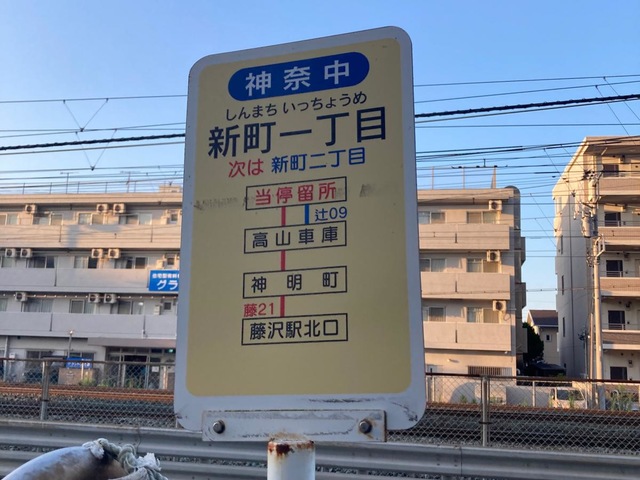 神奈中
しんまち いっちょうめ
新町一丁目
次は 新町二丁目
当停留所
辻09
高山車庫
神明町
藤21
藤沢駅北口
グラ